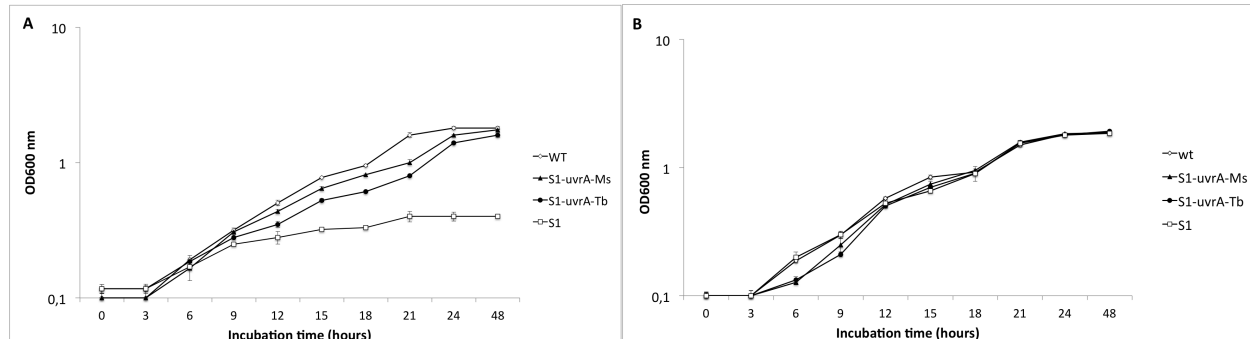 A
10
1
0,1
OD600 nm
0 3 6 9 12 15 18 21 24 48
Incubation time (hours)
WT
S1-uvrA-Ms
S1-uvrA-Tb
S1
B
10
1
0,1
OD600 nm
0 3 6 9 12 15 18 21 24 48
Incubation time (hours)
wt
S1-uvrA-Ms
S1-uvrA-Tb
S1